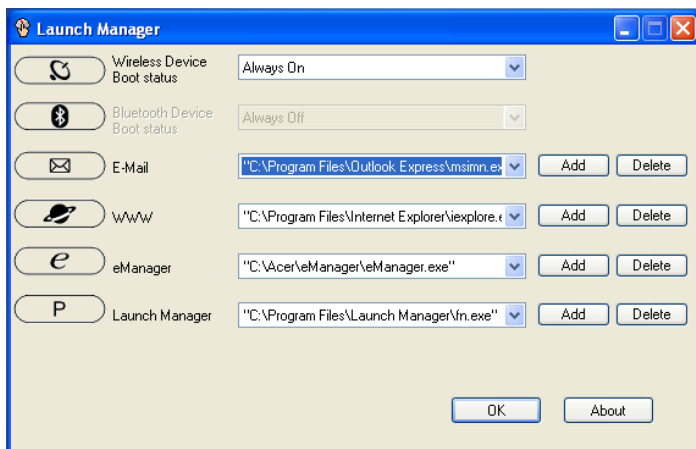 Launch Manager
Wireless Device
Boot status
Always On
Bluetooth Device
Boot status
Always Off
E-Mail
"C:\Program Files\Outlook Express\msimn.ex
Add
Delete
WWW
"C:\Program Files\Internet Explorer\iexplore.e
Add
Delete
e
eManager
"C:\Acer\eManager\eManager.exe"
Add
Delete
P
Launch Manager
"C:\Program Files\Launch Manager\fn.exe"
Add
Delete
OK
About